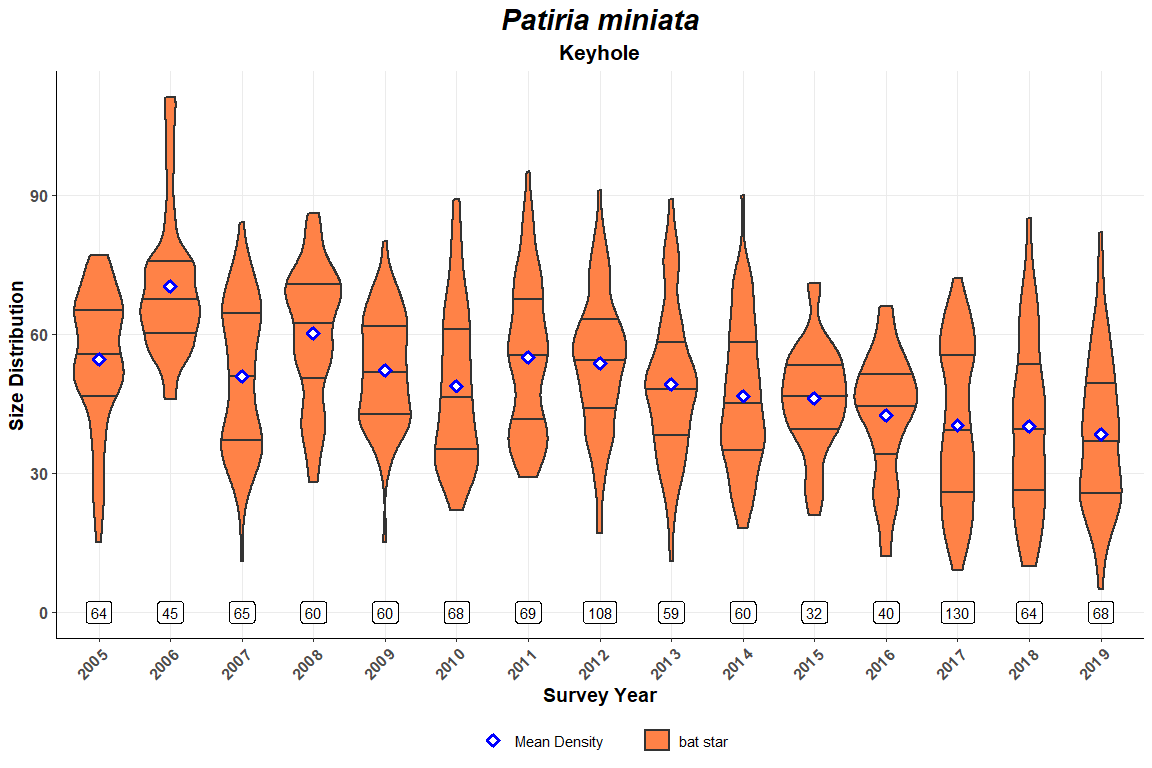 Patiria miniata
Keyhole
Size Distribution
90
60
30
0
64 45 65 60 60 68 69 108 59 60 32 40 130 64 68
2005 2006 2007 2008 2009 2010 2011 2012 2013 2014 2015 2016 2017 2018 2019
Survey Year
Mean Density bat star